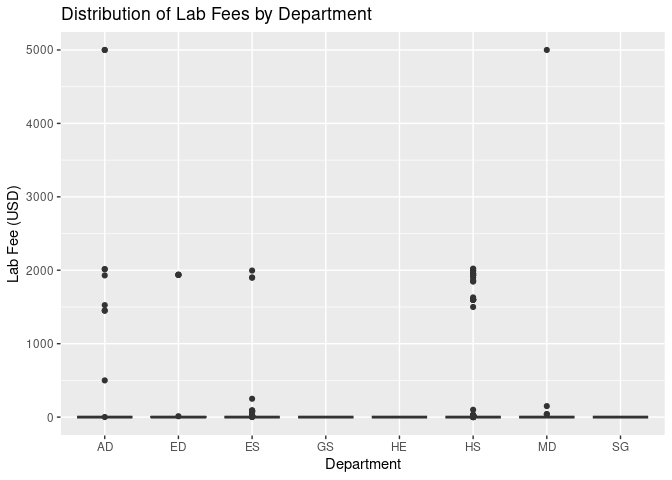 Distribution of Lab Fees by Department
5000
4000
3000
2000
1000
0
Lab Fee (USD)
AD ED ES GS HE HS MD SG
Department